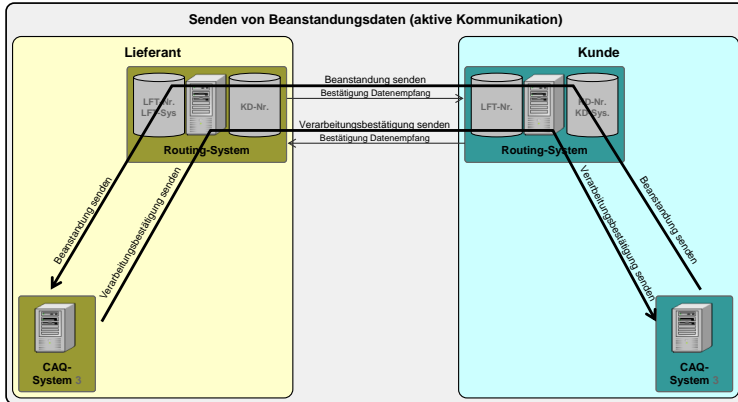 Senden von Beanstandungsdaten (aktive Kommunikation)
Lieferant
Kunde
LFT-Nr.
LFT-Sys
KD-Nr.
Routing-System
Beanstandung senden
Bestätigung Datenempfang
Verarbeitungsbestätigung senden
Bestätigung Datenempfang
LFT-Nr.
KD-Nr.
KD-Sys.
Routing-System
Beanstandung senden
Verarbeitungsbestätigung senden
Verarbeitungsbestätigung senden
Beanstandung senden
CAQ-
System 3
CAQ-
System 3